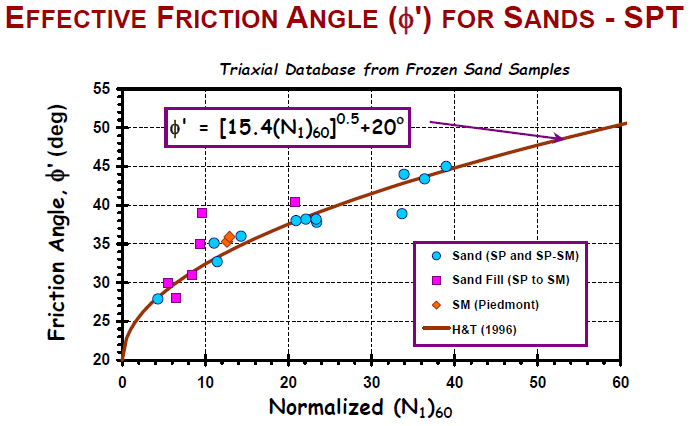 EFFECTIVE FRICTION ANGLE (ϕ') FOR SANDS - SPT
Triaxial Database from Frozen Sand Samples
ϕ' = [15.4(N₁)₆₀]⁰·⁵+20°
Friction Angle, ϕ' (deg)
55
50
45
40
35
30
25
20
Sand (SP and SP-SM)
Sand Fill (SP to SM)
SM (Piedmont)
H&T (1996)
0 10 20 30 40 50 60
Normalized (N₁)₆₀